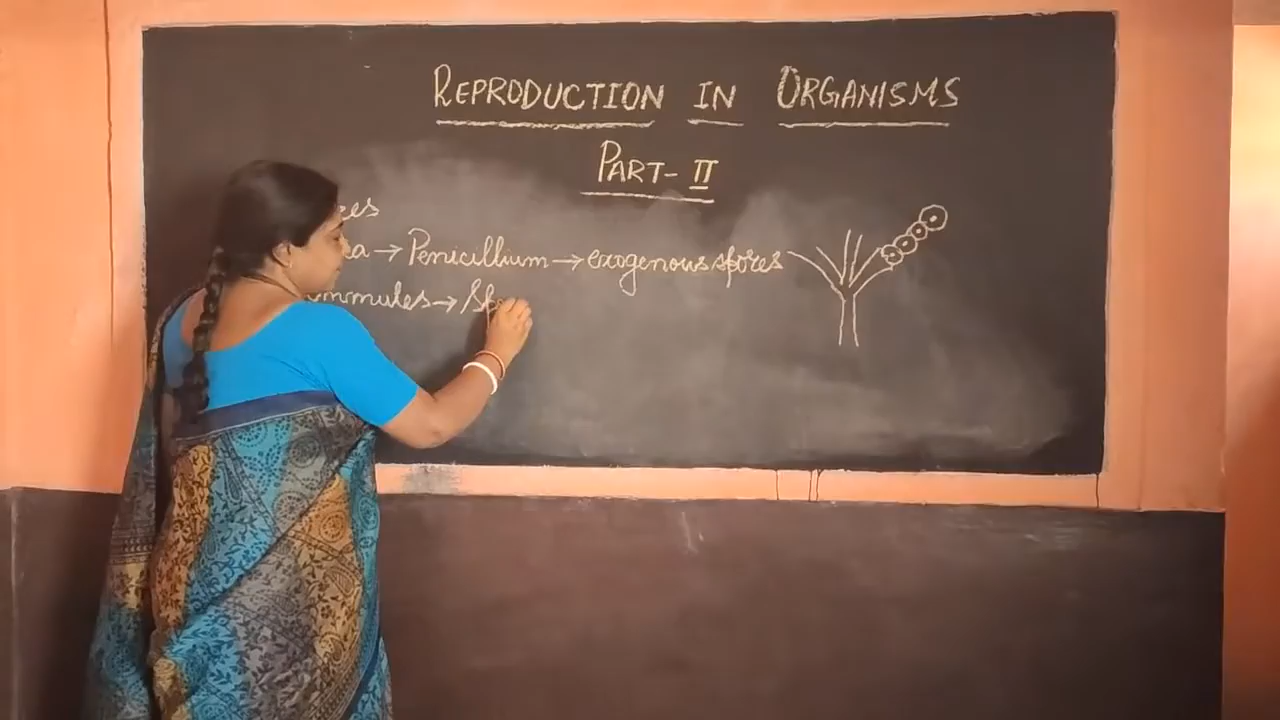 REPRODUCTION IN ORGANISMS
PART-II
→ Penicillium → exogenous spores
→